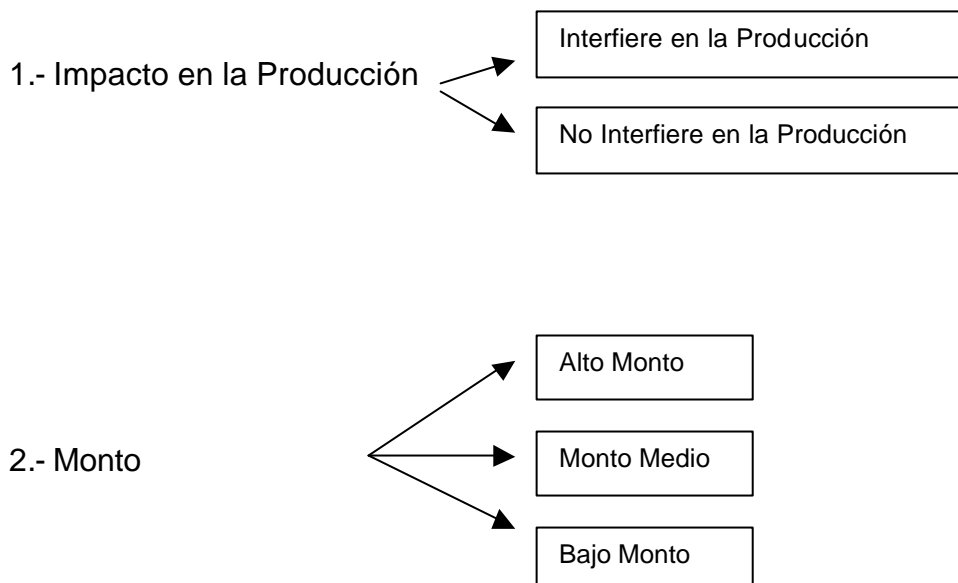 Interfiere en la Producción
1.- Impacto en la Producción
No Interfiere en la Producción
Alto Monto
2.- Monto
Monto Medio
Bajo Monto